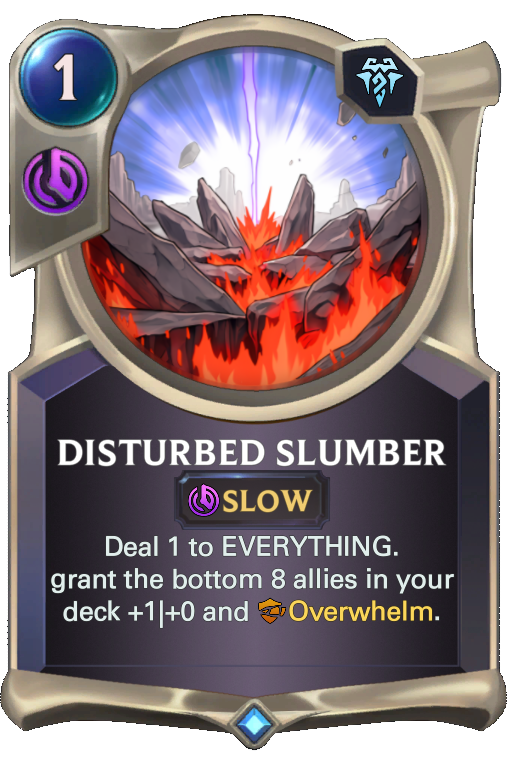 1
DISTURBED SLUMBER
SLOW
Deal 1 to EVERYTHING.
grant the bottom 8 allies in your
deck +1|+0 and Overwhelm.